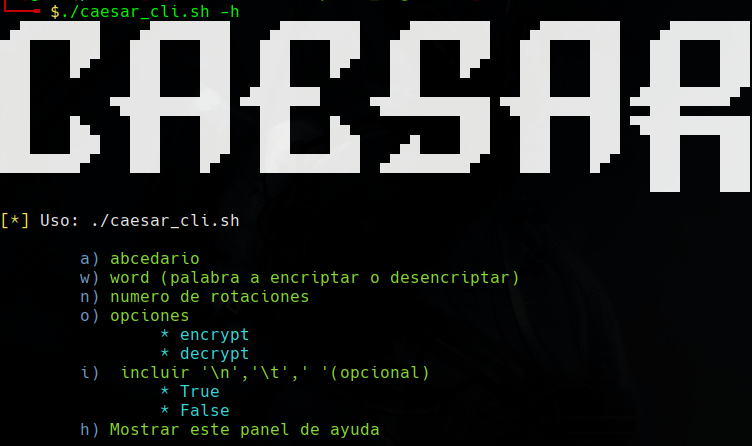 $./caesar_cli.sh -h
CAESAR
[*] Uso: ./caesar_cli.sh
a) abcedario
w) word (palabra a encriptar o desencriptar)
n) numero de rotaciones
o) opciones
* encrypt
* decrypt
i)  incluir '\n','\t',' '(opcional)
* True
* False
h) Mostrar este panel de ayuda